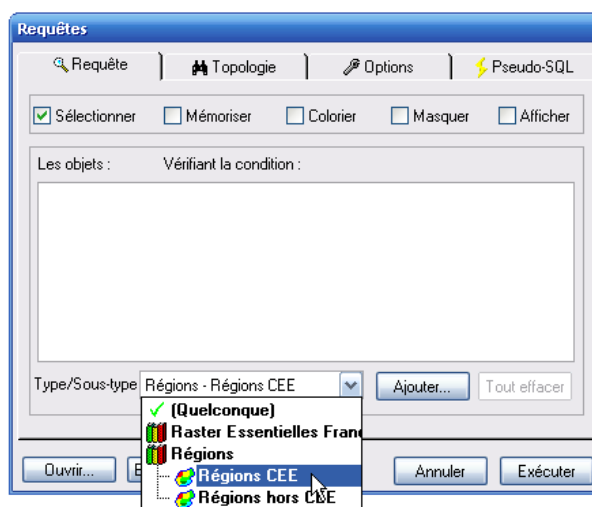 Requêtes
Requête Topologie Options Pseudo-SQL
Sélectionner Mémoriser Colorier Masquer Afficher
Les objets : Vérifiant la condition :
Type/Sous-type Régions - Régions CEE Ajouter... Tout effacer
(Quelconque)
Raster Essentielles
Régions
Ouvrir... Régions CEE Annuler Exécuter
Régions hors CEE